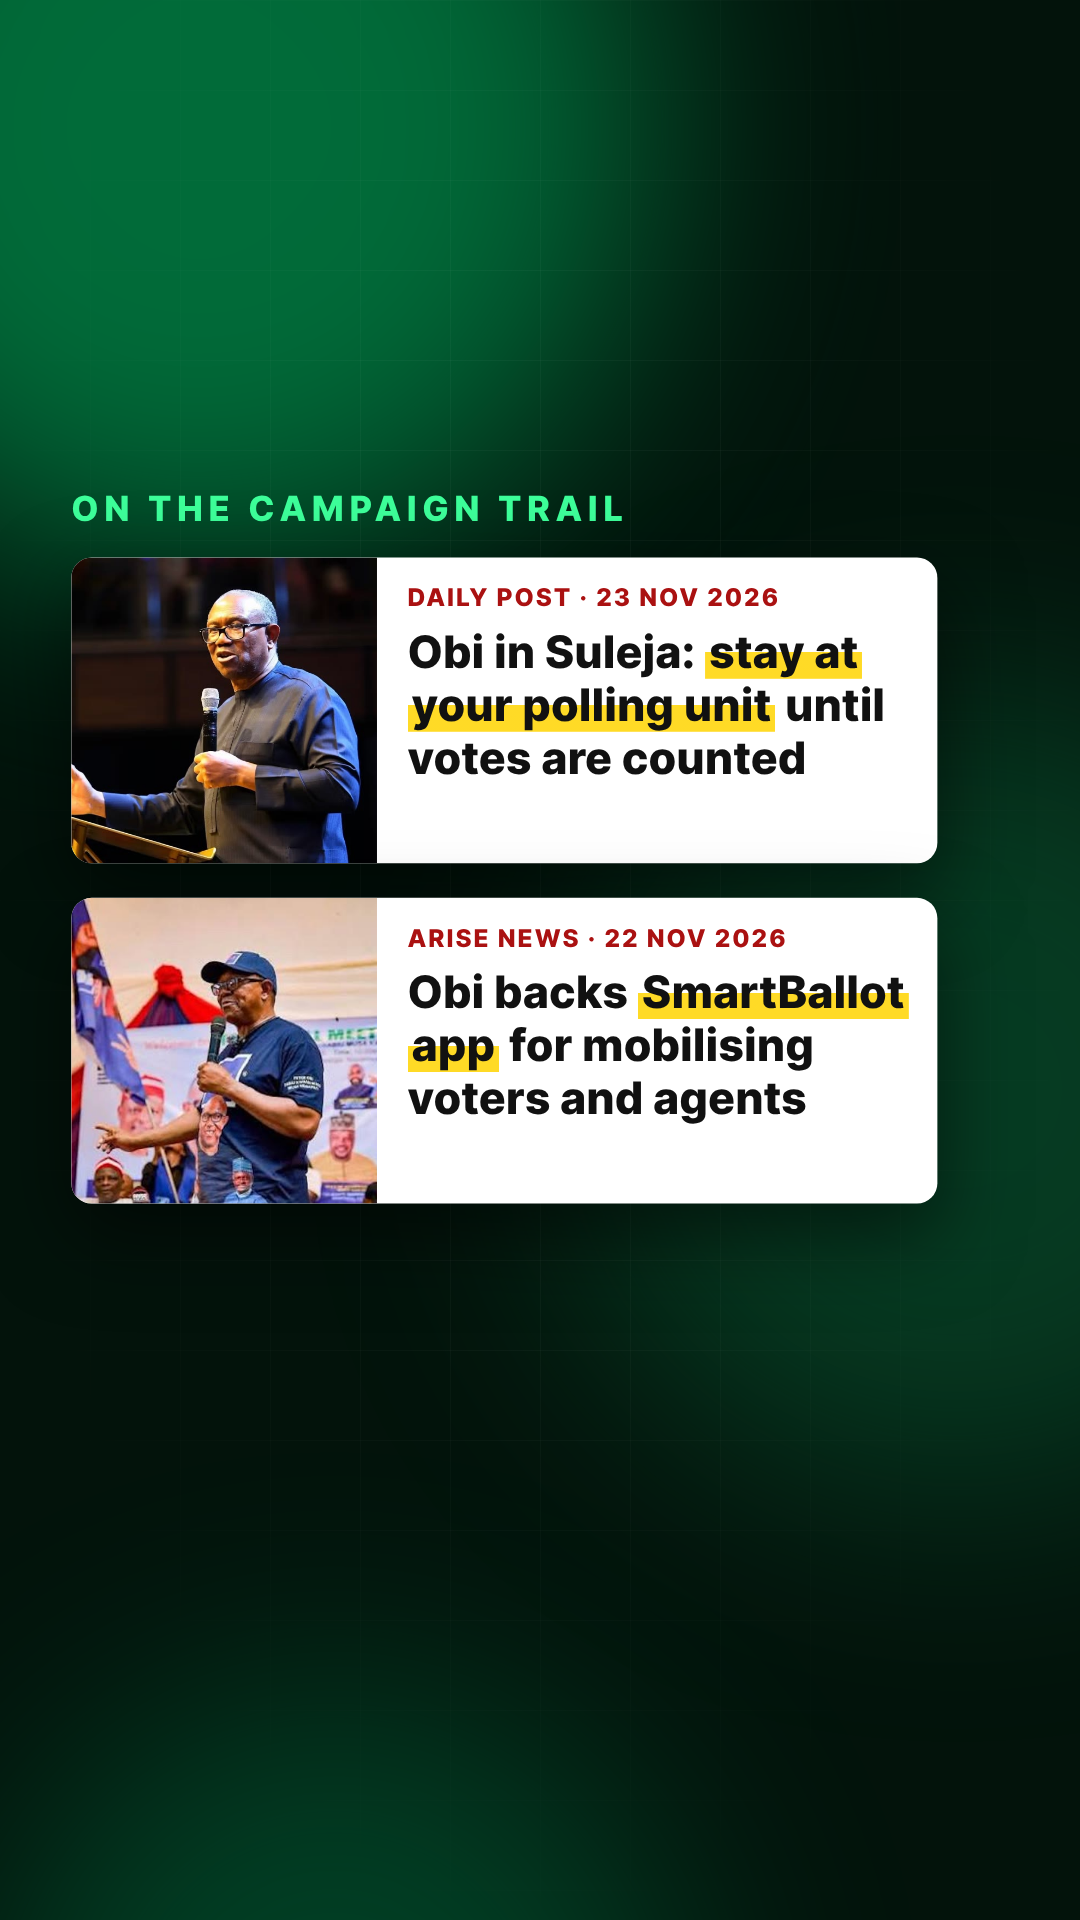 ON THE CAMPAIGN TRAIL
DAILY POST · 23 NOV 2026
Obi in Suleja: stay at
your polling unit until
votes are counted
ARISE NEWS · 22 NOV 2026
Obi backs SmartBallot
app for mobilising
voters and agents